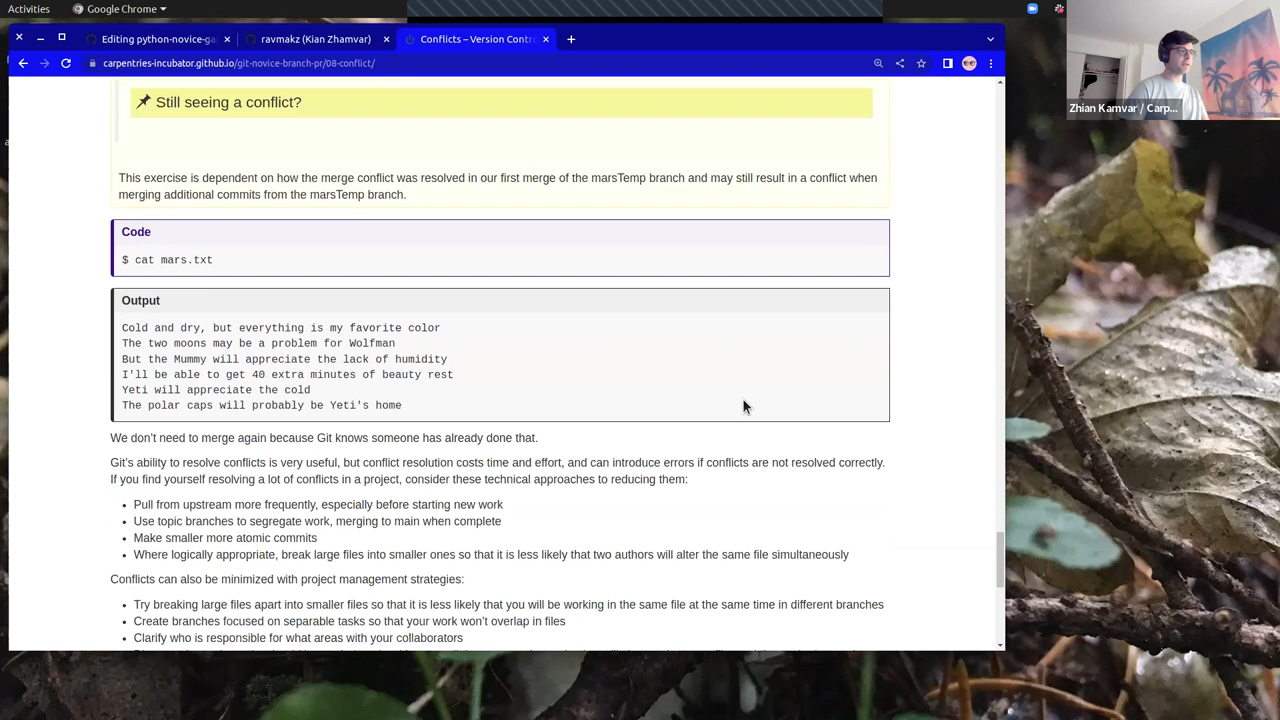 Activities
Google Chrome
Editing python-novice-ga
ravmakz (Kian Zhamvar)
Conflicts – Version Contro
carpentries-incubator.github.io/git-novice-branch-pr/08-conflict/
Zhian Kamvar / Carp...
Still seeing a conflict?
This exercise is dependent on how the merge conflict was resolved in our first merge of the marsTemp branch and may still result in a conflict when
merging additional commits from the marsTemp branch.
Code
$ cat mars.txt
Output
Cold and dry, but everything is my favorite color
The two moons may be a problem for Wolfman
But the Mummy will appreciate the lack of humidity
I'll be able to get 40 extra minutes of beauty rest
Yeti will appreciate the cold
The polar caps will probably be Yeti's home
We don’t need to merge again because Git knows someone has already done that.
Git’s ability to resolve conflicts is very useful, but conflict resolution costs time and effort, and can introduce errors if conflicts are not resolved correctly.
If you find yourself resolving a lot of conflicts in a project, consider these technical approaches to reducing them:
• Pull from upstream more frequently, especially before starting new work
• Use topic branches to segregate work, merging to main when complete
• Make smaller more atomic commits
• Where logically appropriate, break large files into smaller ones so that it is less likely that two authors will alter the same file simultaneously
Conflicts can also be minimized with project management strategies:
• Try breaking large files apart into smaller files so that it is less likely that you will be working in the same file at the same time in different branches
• Create branches focused on separable tasks so that your work won’t overlap in files
• Clarify who is responsible for what areas with your collaborators